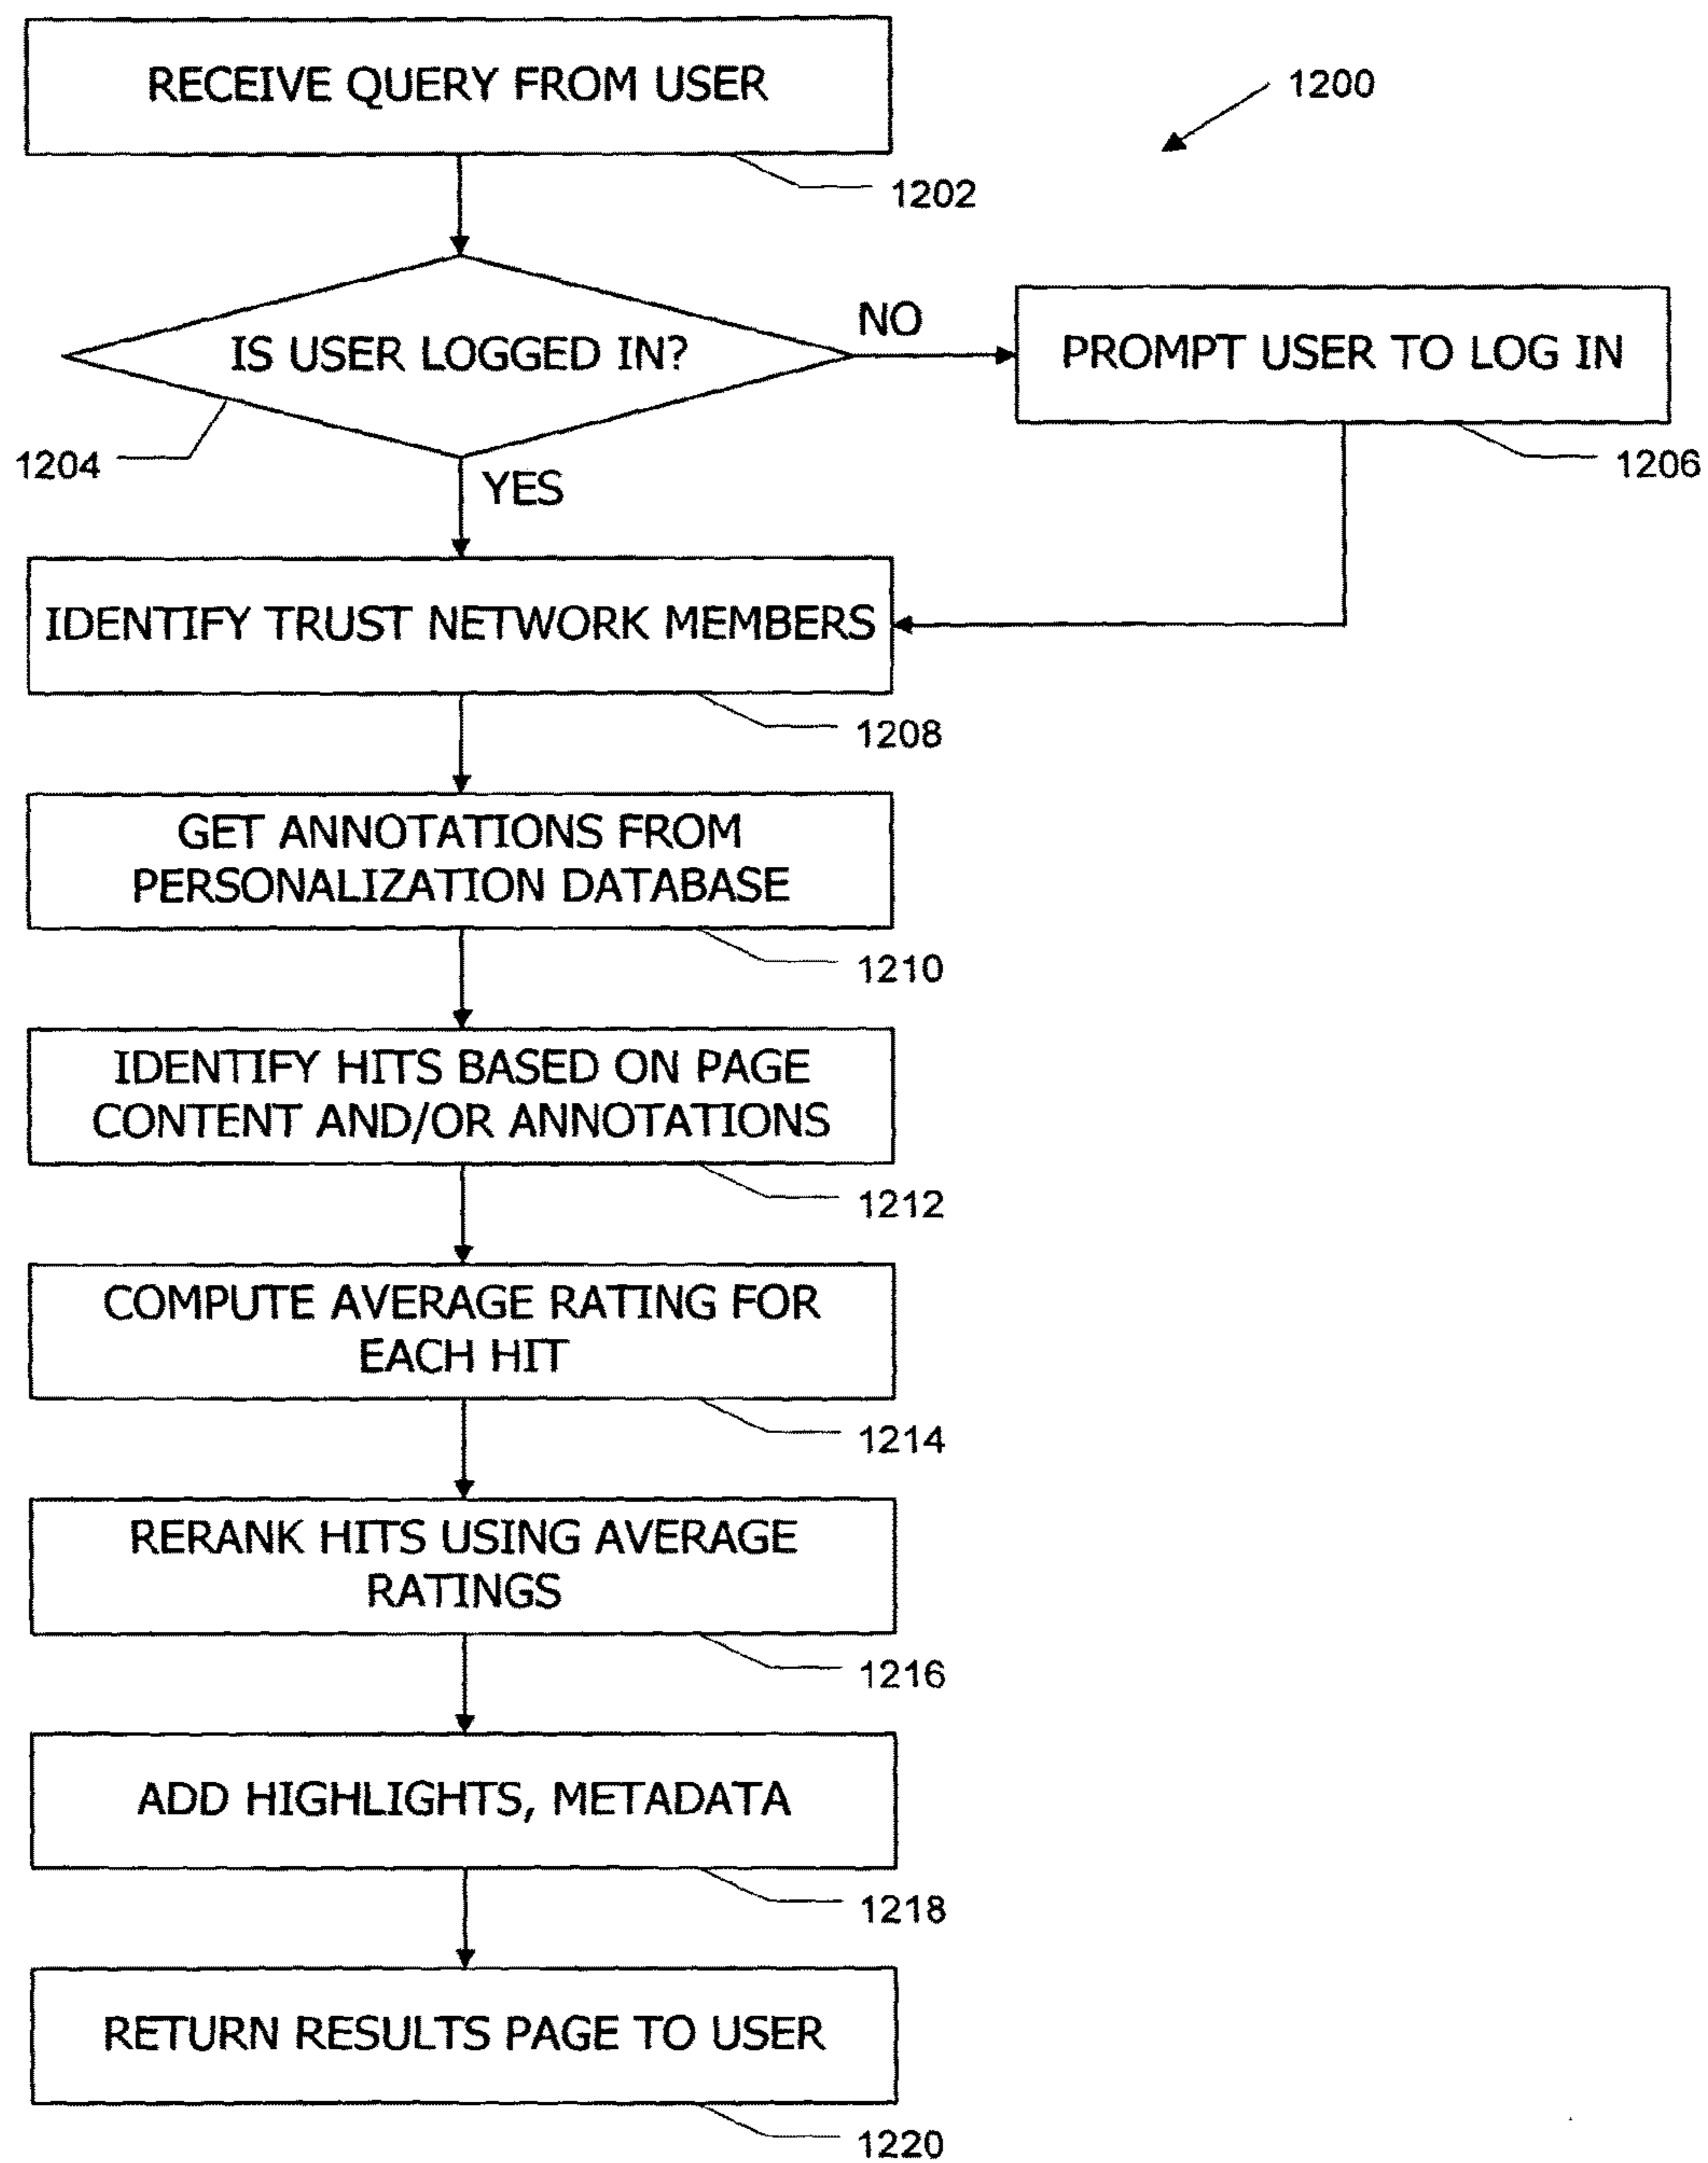 RECEIVE QUERY FROM USER
1200
1202
IS USER LOGGED IN?
NO
PROMPT USER TO LOG IN
1204
YES
1206
IDENTIFY TRUST NETWORK MEMBERS
1208
GET ANNOTATIONS FROM
PERSONALIZATION DATABASE
1210
IDENTIFY HITS BASED ON PAGE
CONTENT AND/OR ANNOTATIONS
1212
COMPUTE AVERAGE RATING FOR
EACH HIT
1214
RERANK HITS USING AVERAGE
RATINGS
1216
ADD HIGHLIGHTS, METADATA
1218
RETURN RESULTS PAGE TO USER
1220